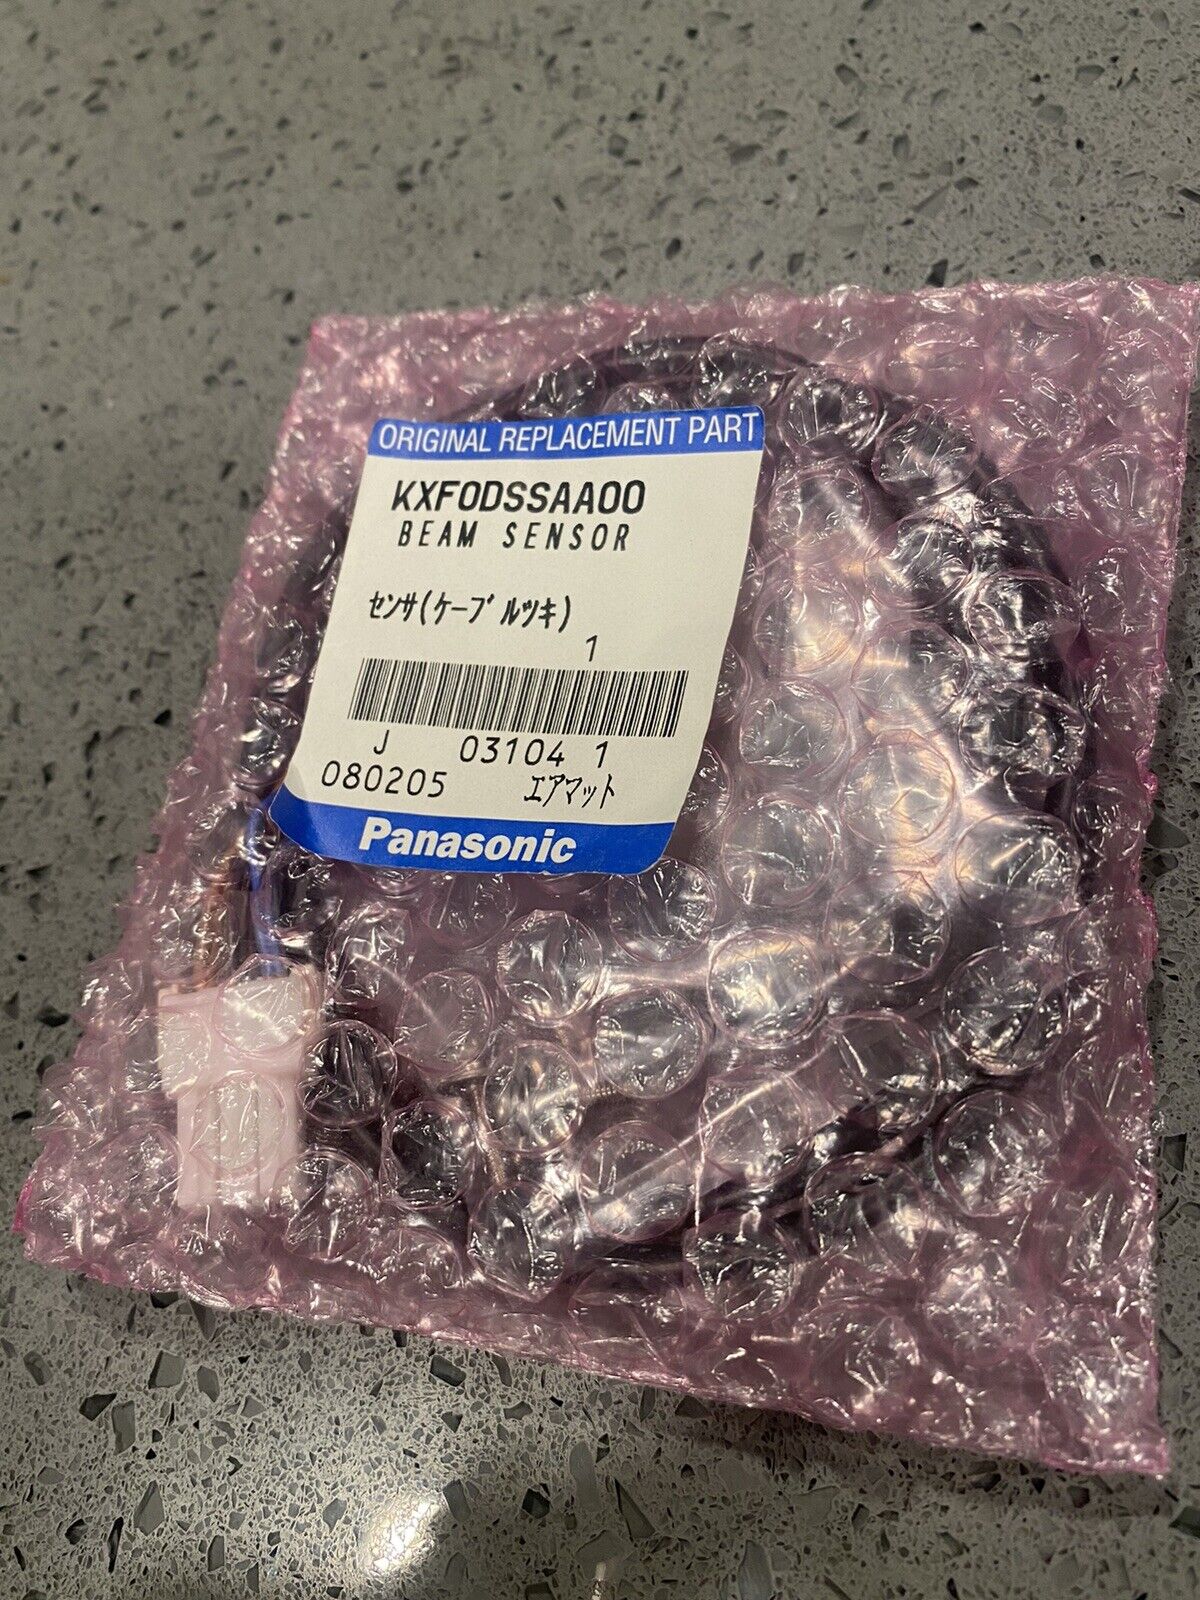 ORIGINAL REPLACEMENT PART
KXF0DSSAA00
BEAM SENSOR
センサ(ケーブルツキ)
1
J 03104 1
080205 エアマット
Panasonic